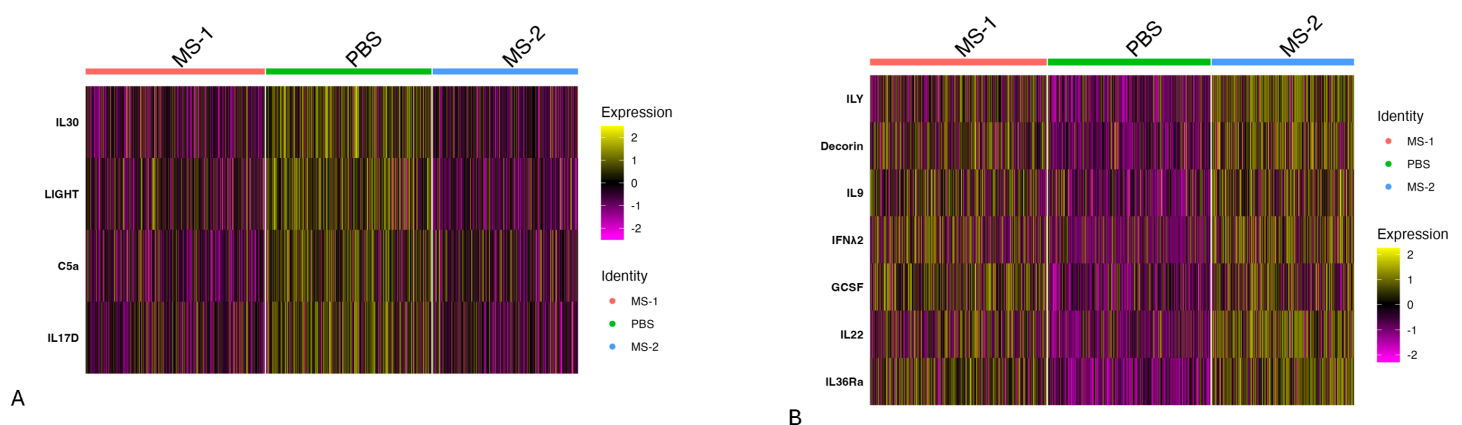 MS-1
PBS
MS-2
IL30
LIGHT
C5a
IL17D
Expression
2
1
0
-1
-2
Identity
MS-1
PBS
MS-2
A
MS-1
PBS
MS-2
ILY
Decorin
IL9
IFNλ2
GCSF
IL22
IL36Ra
Identity
MS-1
PBS
MS-2
Expression
2
1
0
-1
-2
B